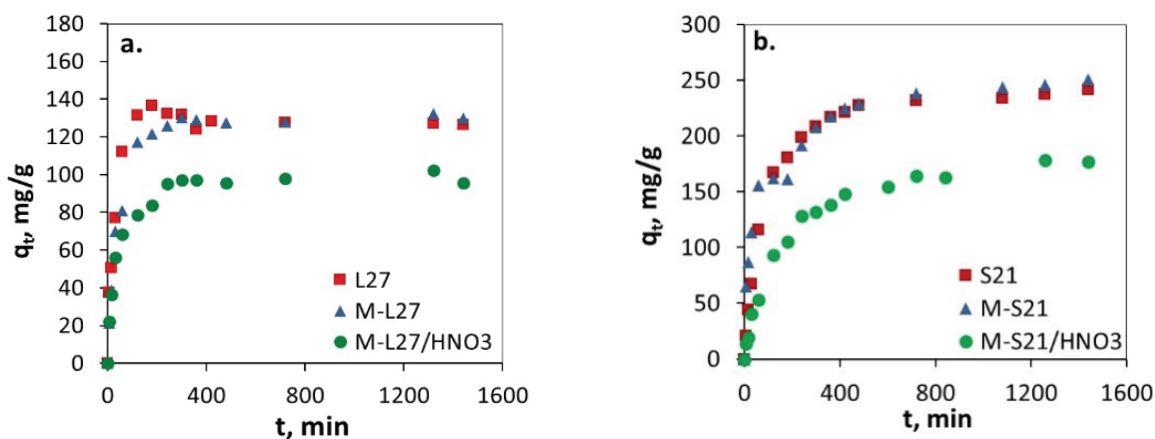 a.
180
160
140
120
100
80
60
40
20
0
qt, mg/g
0 400 800 1200 1600
t, min
L27
M-L27
M-L27/HNO3
b.
300
250
200
150
100
50
0
qt, mg/g
0 400 800 1200 1600
t, min
S21
M-S21
M-S21/HNO3